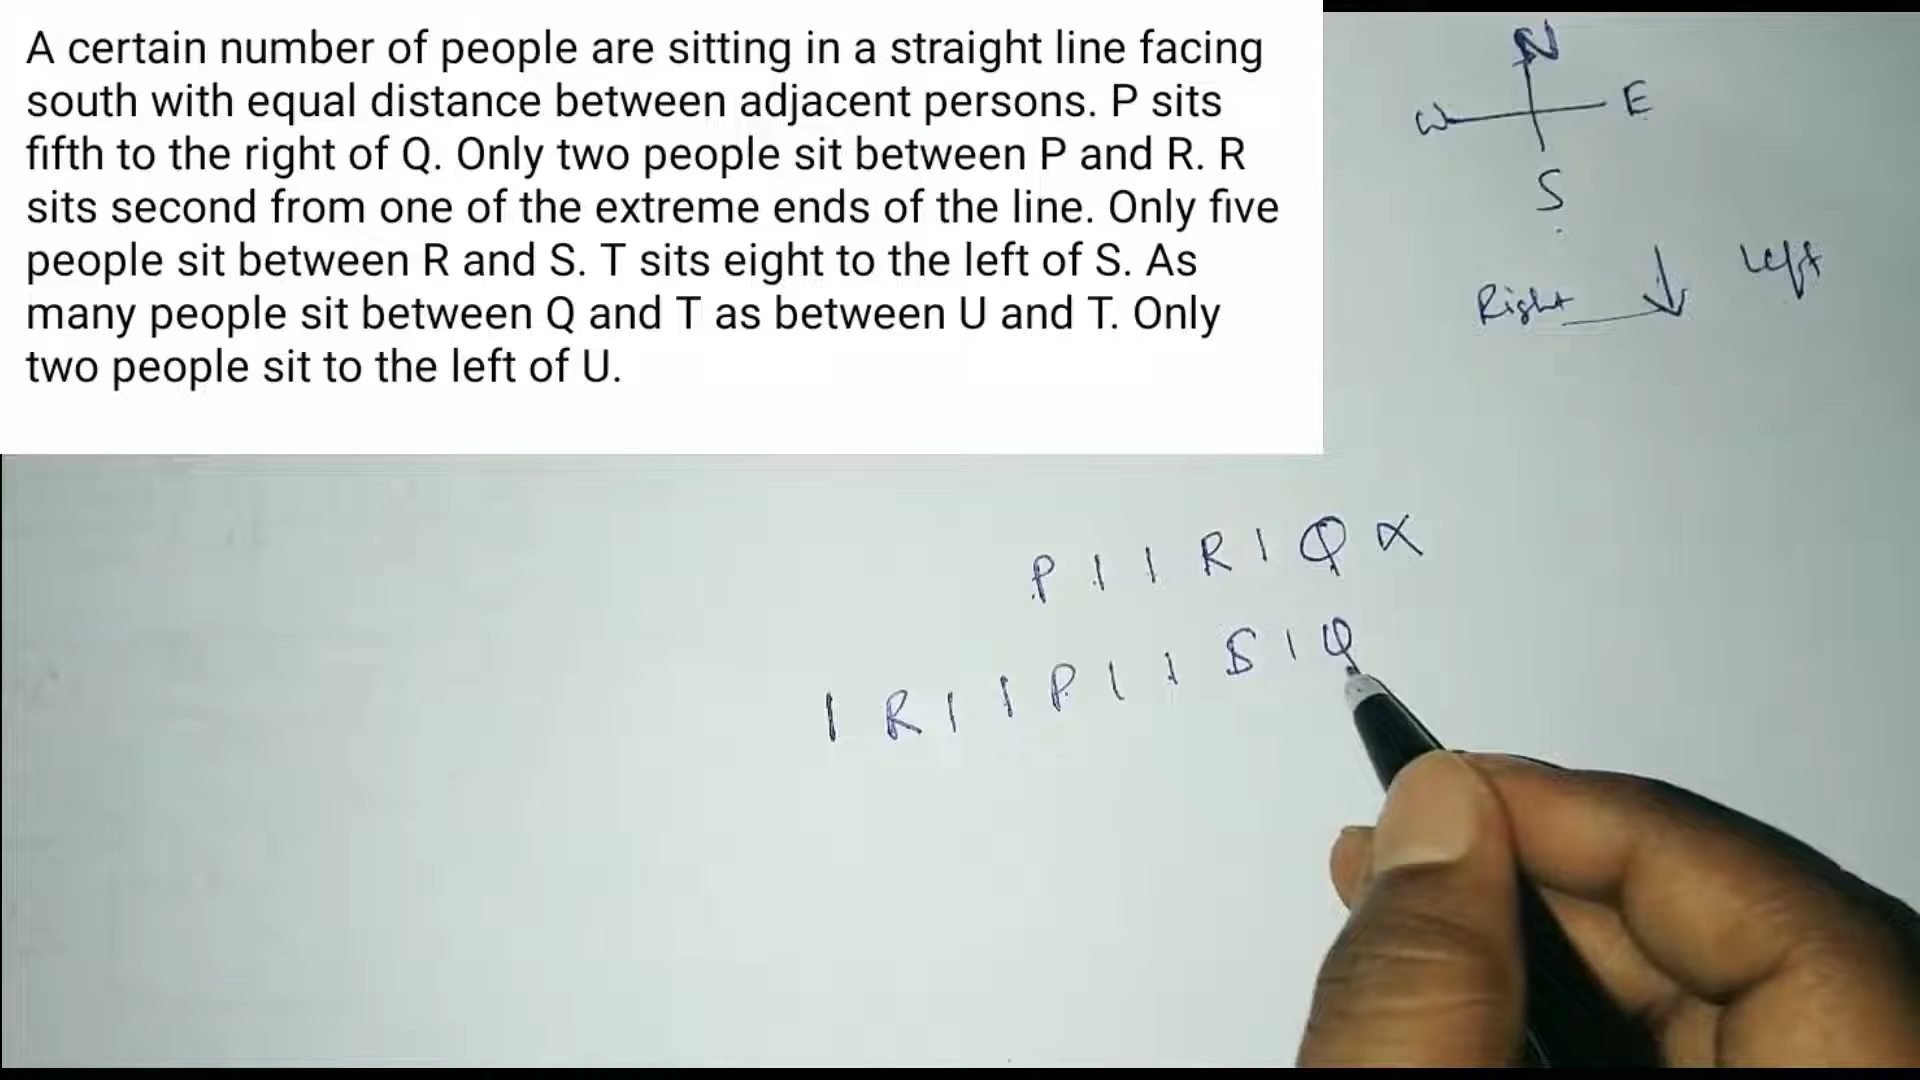 A certain number of people are sitting in a straight line facing
south with equal distance between adjacent persons. P sits
fifth to the right of Q. Only two people sit between P and R. R
sits second from one of the extreme ends of the line. Only five
people sit between R and S. T sits eight to the left of S. As
many people sit between Q and T as between U and T. Only
two people sit to the left of U.
N
W E
S
Right Left
P | | R | Q x
| R | | P | | S | Q